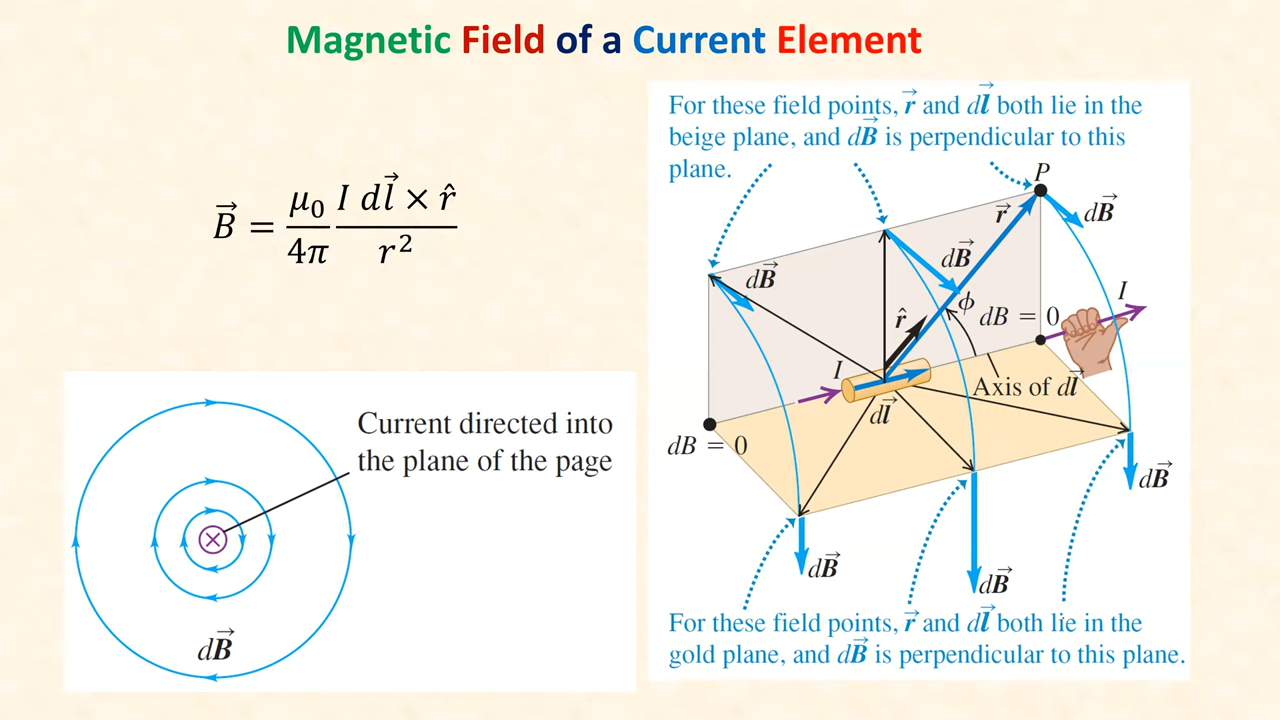 Magnetic Field of a Current Element
For these field points, r⃗ and dl⃗ both lie in the
beige plane, and dB⃗ is perpendicular to this
plane.
B⃗ = μ₀/4π I dl⃗ × r̂/r²
P
r⃗
dB⃗
dB⃗
dB⃗
r̂
ϕ
dB = 0
I
I
Axis of dl⃗
dl⃗
dB = 0
dB⃗
dB⃗
dB⃗
Current directed into
the plane of the page
dB⃗
For these field points, r⃗ and dl⃗ both lie in the
gold plane, and dB⃗ is perpendicular to this plane.